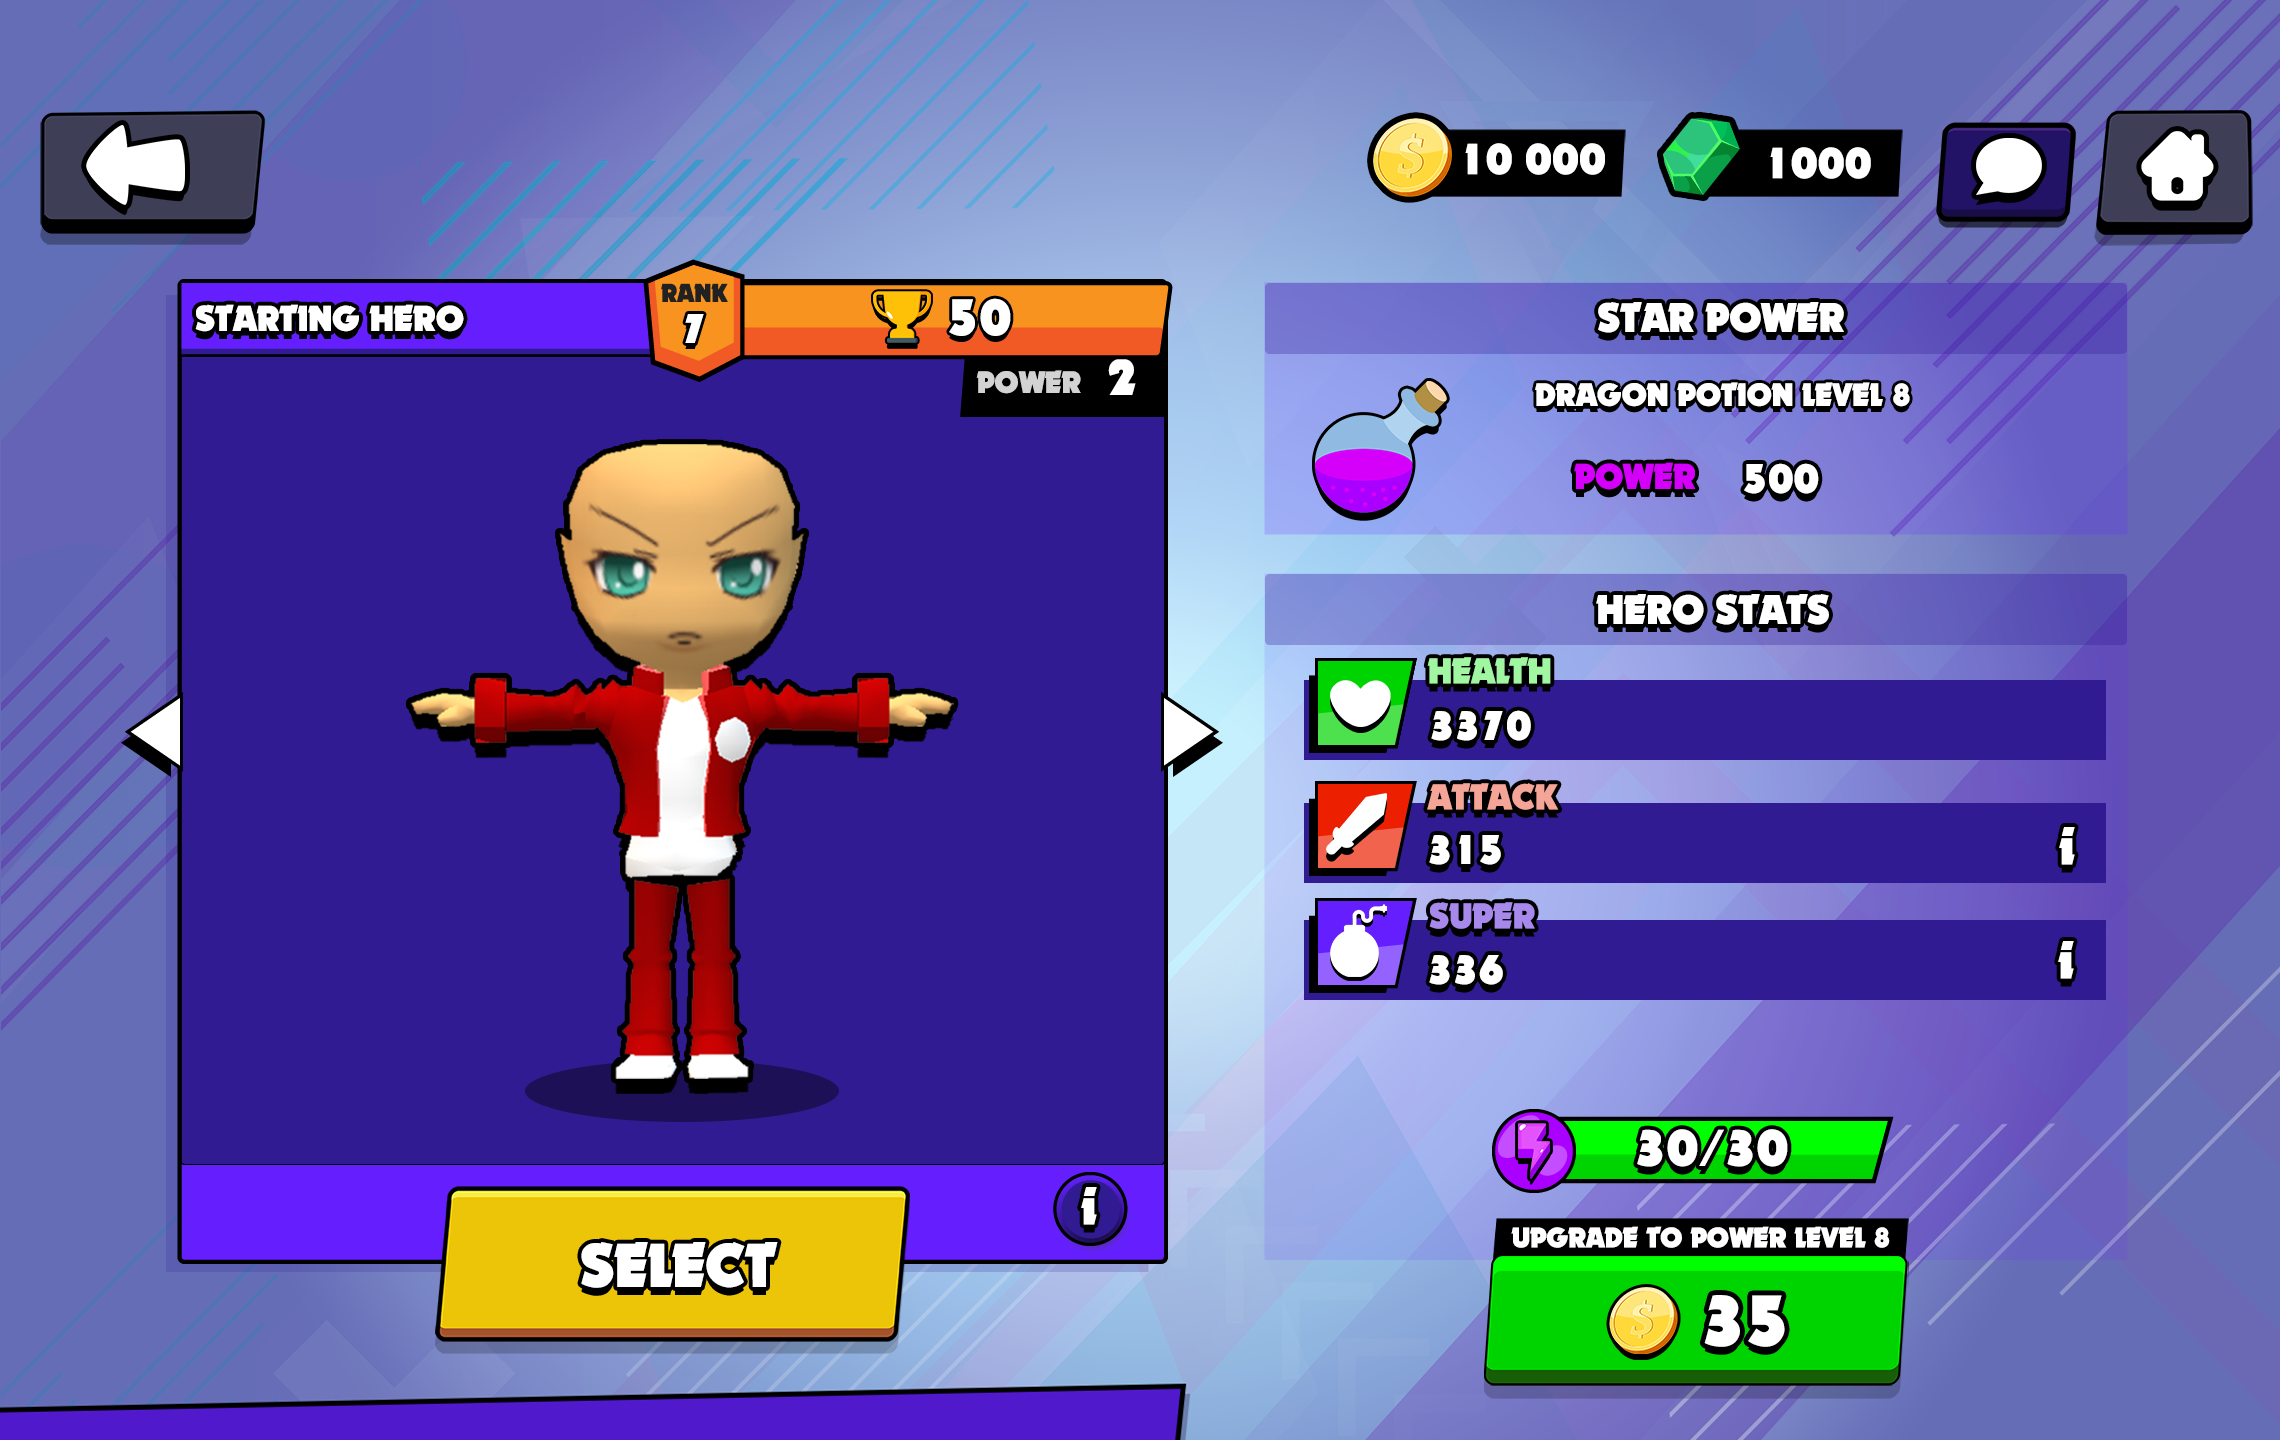 10 000
1000
STARTING HERO
RANK
1
50
POWER 2
SELECT
i
STAR POWER
DRAGON POTION LEVEL 8
POWER 500
HERO STATS
HEALTH
3370
ATTACK
315
i
SUPER
336
i
30/30
UPGRADE TO POWER LEVEL 8
35